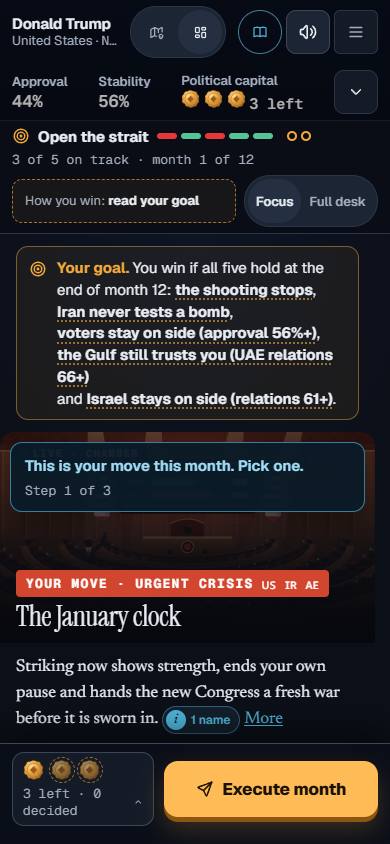 Donald Trump
United States · N…
Approval
44%
Stability
56%
Political capital
3 left
Open the strait
3 of 5 on track · month 1 of 12
How you win: read your goal
Focus
Full desk
Your goal. You win if all five hold at the
end of month 12: the shooting stops,
Iran never tests a bomb,
voters stay on side (approval 56%+),
the Gulf still trusts you (UAE relations
66+)
and Israel stays on side (relations 61+).
This is your move this month. Pick one.
Step 1 of 3
YOUR MOVE · URGENT CRISIS US IR AE
The January clock
Striking now shows strength, ends your own
pause and hands the new Congress a fresh war
before it is sworn in. i 1 name More
3 left · 0
decided
Execute month